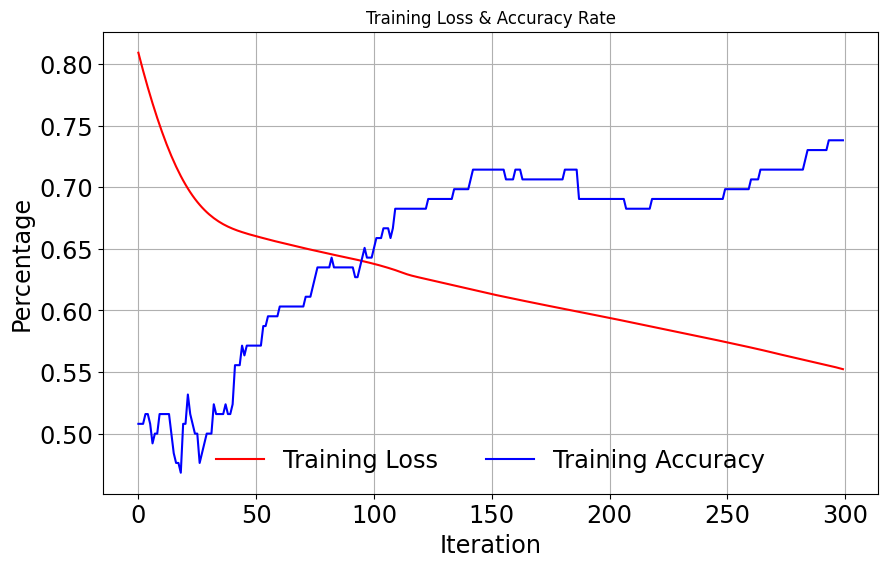 Training Loss & Accuracy Rate
Percentage
0.80
0.75
0.70
0.65
0.60
0.55
0.50
Training Loss
Training Accuracy
0
50
100
150
200
250
300
Iteration